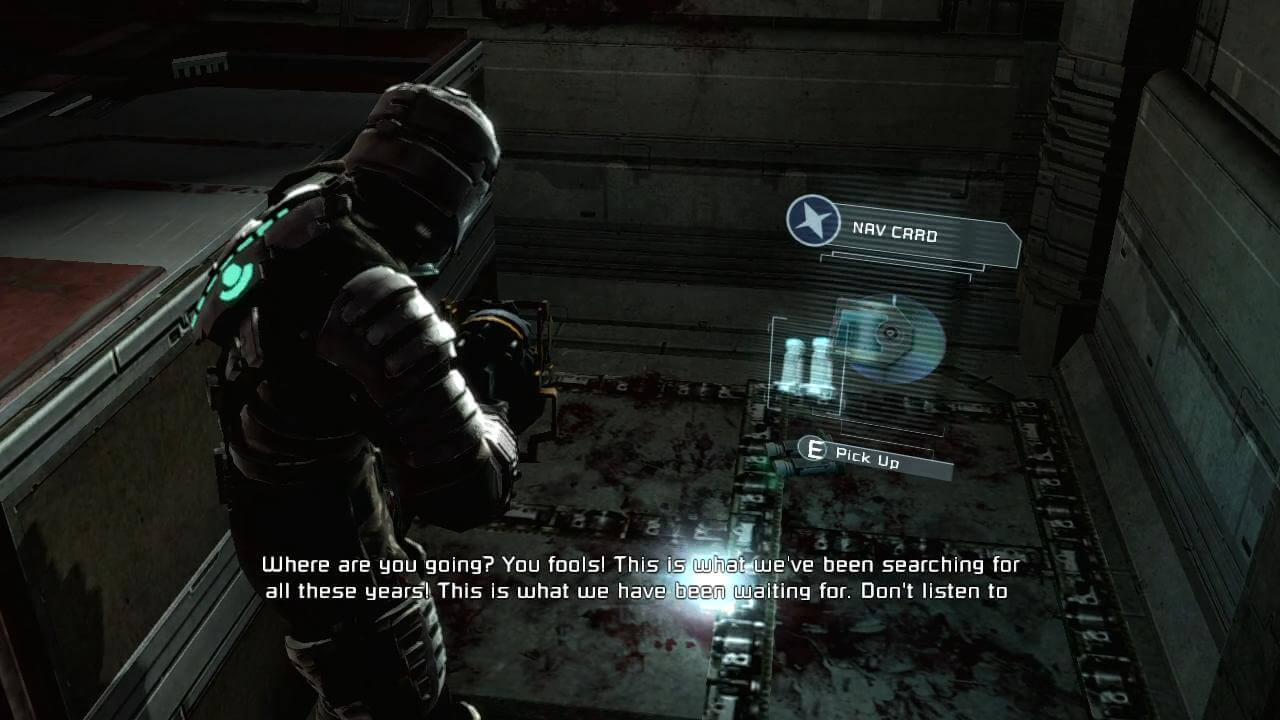 NAV CARD
E Pick Up
Where are you going? You fools! This is what we've been searching for
all these years! This is what we have been waiting for. Don't listen to